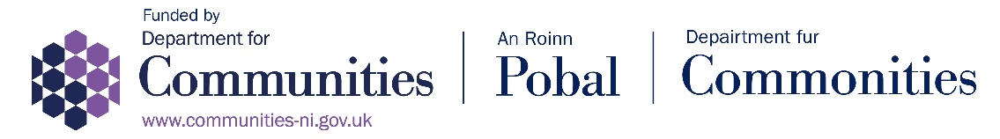 Funded by
Department for
Communities
www.communities-ni.gov.uk
An Roinn
Pobal
Depairtment fur
Commonities